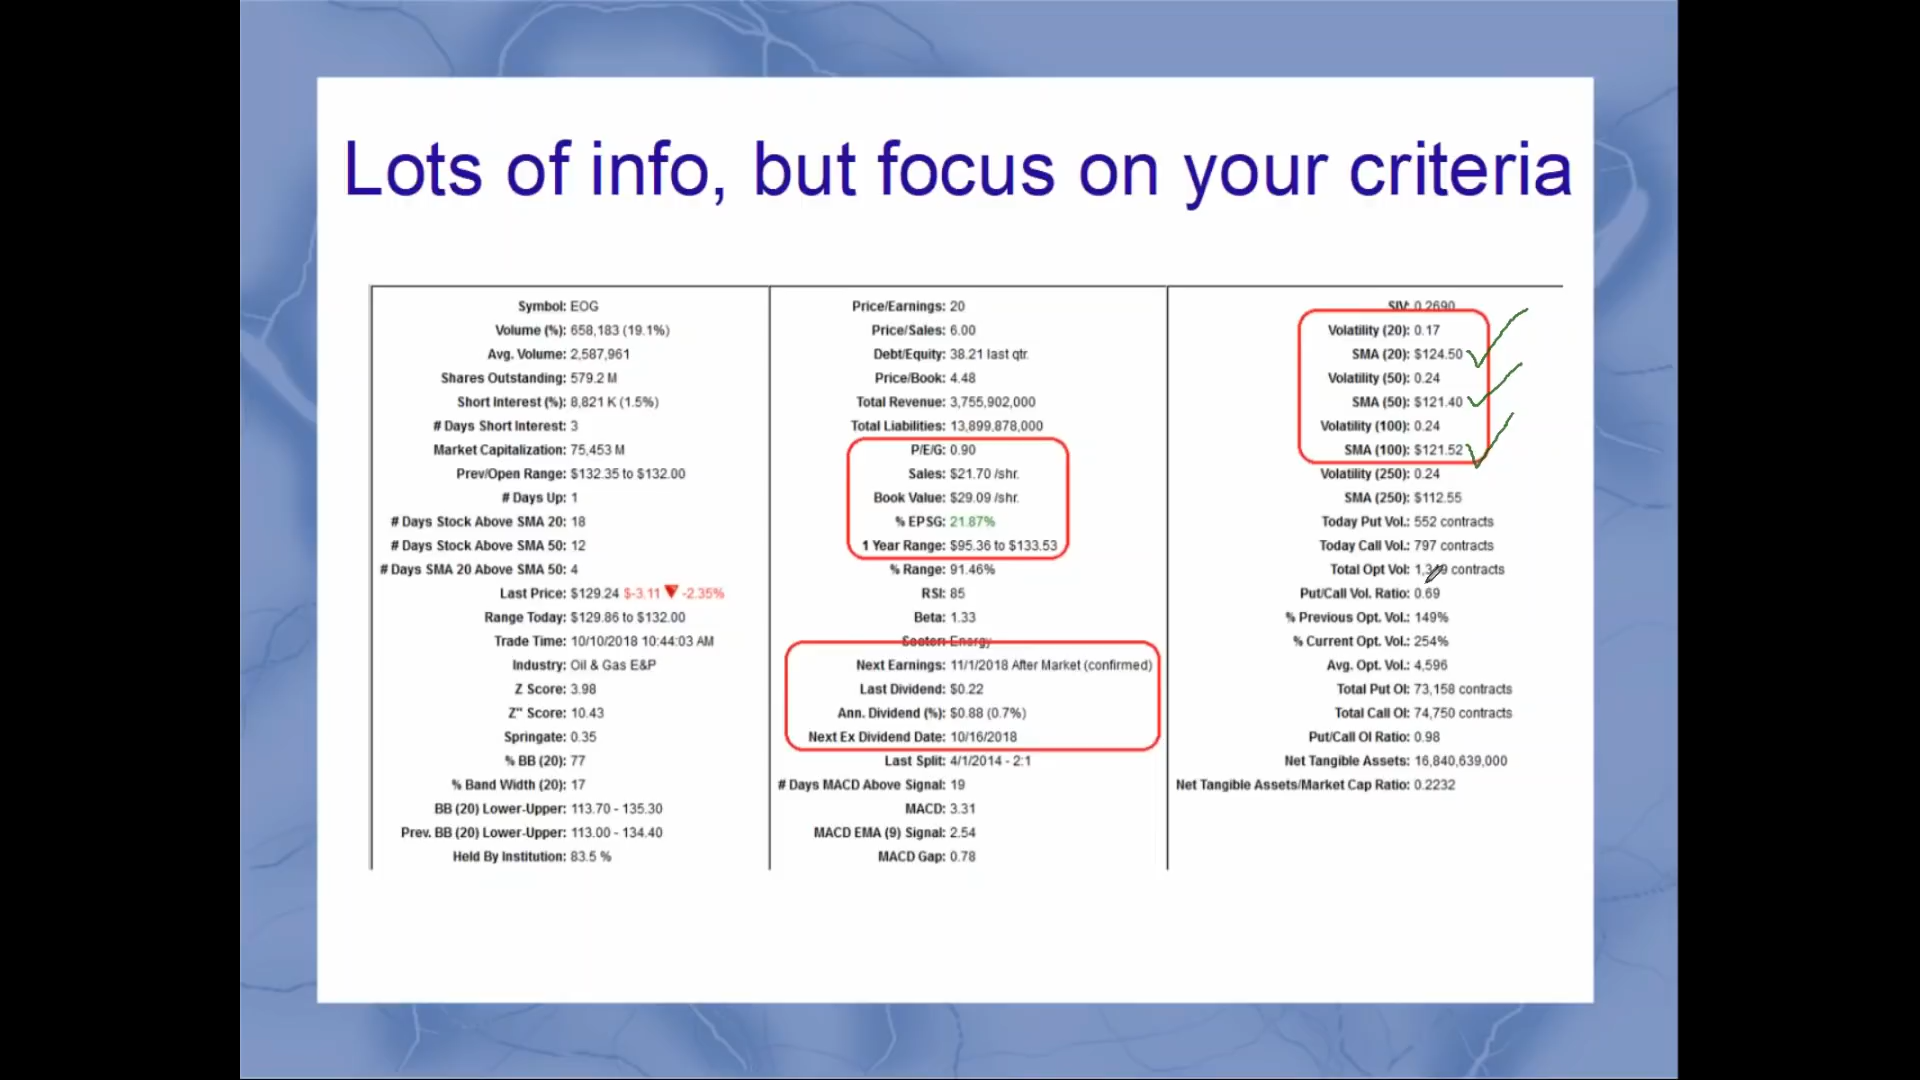 Lots of info, but focus on your criteria
Symbol: EOG
Volume (%): 658,183 (19.1%)
Avg. Volume: 2,587,961
Shares Outstanding: 579.2 M
Short Interest (%): 8,821 K (1.5%)
# Days Short Interest: 3
Market Capitalization: 75,453 M
Prev/Open Range: $132.35 to $132.00
# Days Up: 1
# Days Stock Above SMA 20: 18
# Days Stock Above SMA 50: 12
# Days SMA 20 Above SMA 50: 4
Last Price: $129.24 $-3.11 ▼ -2.35%
Range Today: $129.86 to $132.00
Trade Time: 10/10/2018 10:44:03 AM
Industry: Oil & Gas E&P
Z Score: 3.98
Z" Score: 10.43
Springate: 0.35
% BB (20): 77
% Band Width (20): 17
BB (20) Lower-Upper: 113.70 - 135.30
Prev. BB (20) Lower-Upper: 113.00 - 134.40
Held By Institution: 83.5 %
Price/Earnings: 20
Price/Sales: 6.00
Debt/Equity: 38.21 last qtr.
Price/Book: 4.48
Total Revenue: 3,755,902,000
Total Liabilities: 13,899,878,000
P/E/G: 0.90
Sales: $21.70 /shr.
Book Value: $29.09 /shr.
% EPSG: 21.87%
1 Year Range: $95.36 to $133.53
% Range: 91.46%
RSI: 85
Beta: 1.33
Sector: Energy
Next Earnings: 11/1/2018 After Market (confirmed)
Last Dividend: $0.22
Ann. Dividend (%): $0.88 (0.7%)
Next Ex Dividend Date: 10/16/2018
Last Split: 4/1/2014 - 2:1
# Days MACD Above Signal: 19
MACD: 3.31
MACD EMA (9) Signal: 2.54
MACD Gap: 0.78
SIV: 0.2690
Volatility (20): 0.17
SMA (20): $124.50
Volatility (50): 0.24
SMA (50): $121.40
Volatility (100): 0.24
SMA (100): $121.52
Volatility (250): 0.24
SMA (250): $112.55
Today Put Vol.: 552 contracts
Today Call Vol.: 797 contracts
Total Opt Vol: 1,349 contracts
Put/Call Vol. Ratio: 0.69
% Previous Opt. Vol.: 149%
% Current Opt. Vol.: 254%
Avg. Opt. Vol.: 4,596
Total Put OI: 73,158 contracts
Total Call OI: 74,750 contracts
Put/Call OI Ratio: 0.98
Net Tangible Assets: 16,840,639,000
Net Tangible Assets/Market Cap Ratio: 0.2232